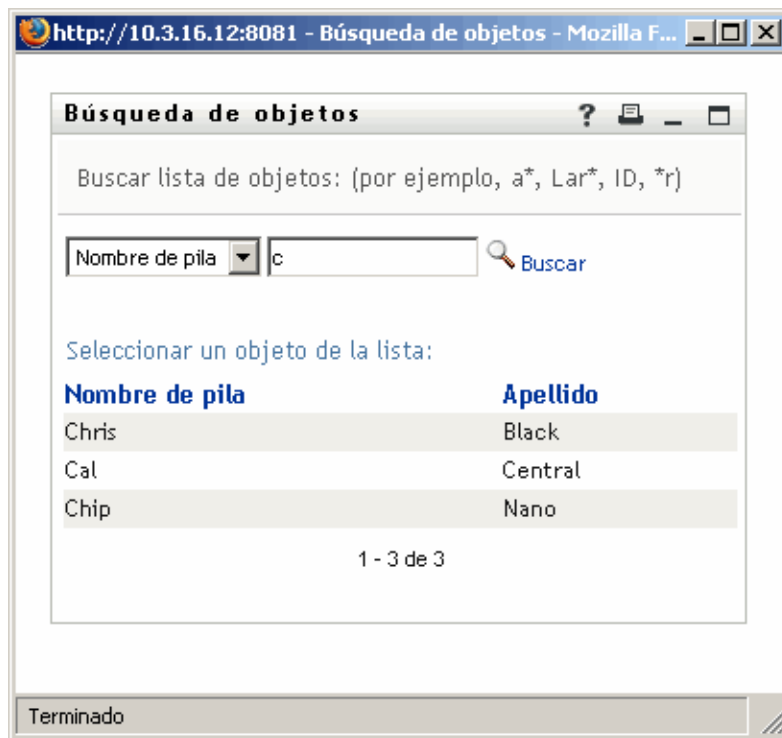 http://10.3.16.12:8081 - Búsqueda de objetos - Mozilla F...
Búsqueda de objetos
Buscar lista de objetos: (por ejemplo, a*, Lar*, ID, *r)
Nombre de pila c Buscar
Seleccionar un objeto de la lista:
Nombre de pila Apellido
Chris Black
Cal Central
Chip Nano
1 - 3 de 3
Terminado